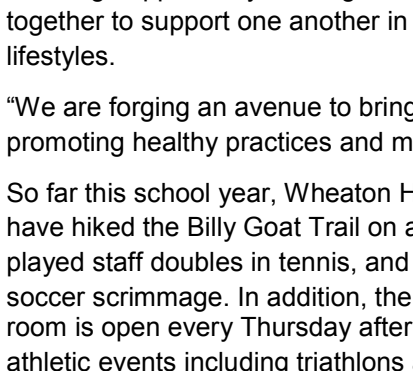 together to support one another in
lifestyles.
“We are forging an avenue to bring
promoting healthy practices and m
So far this school year, Wheaton H
have hiked the Billy Goat Trail on a
played staff doubles in tennis, and
soccer scrimmage. In addition, the
room is open every Thursday after
athletic events including triathlons